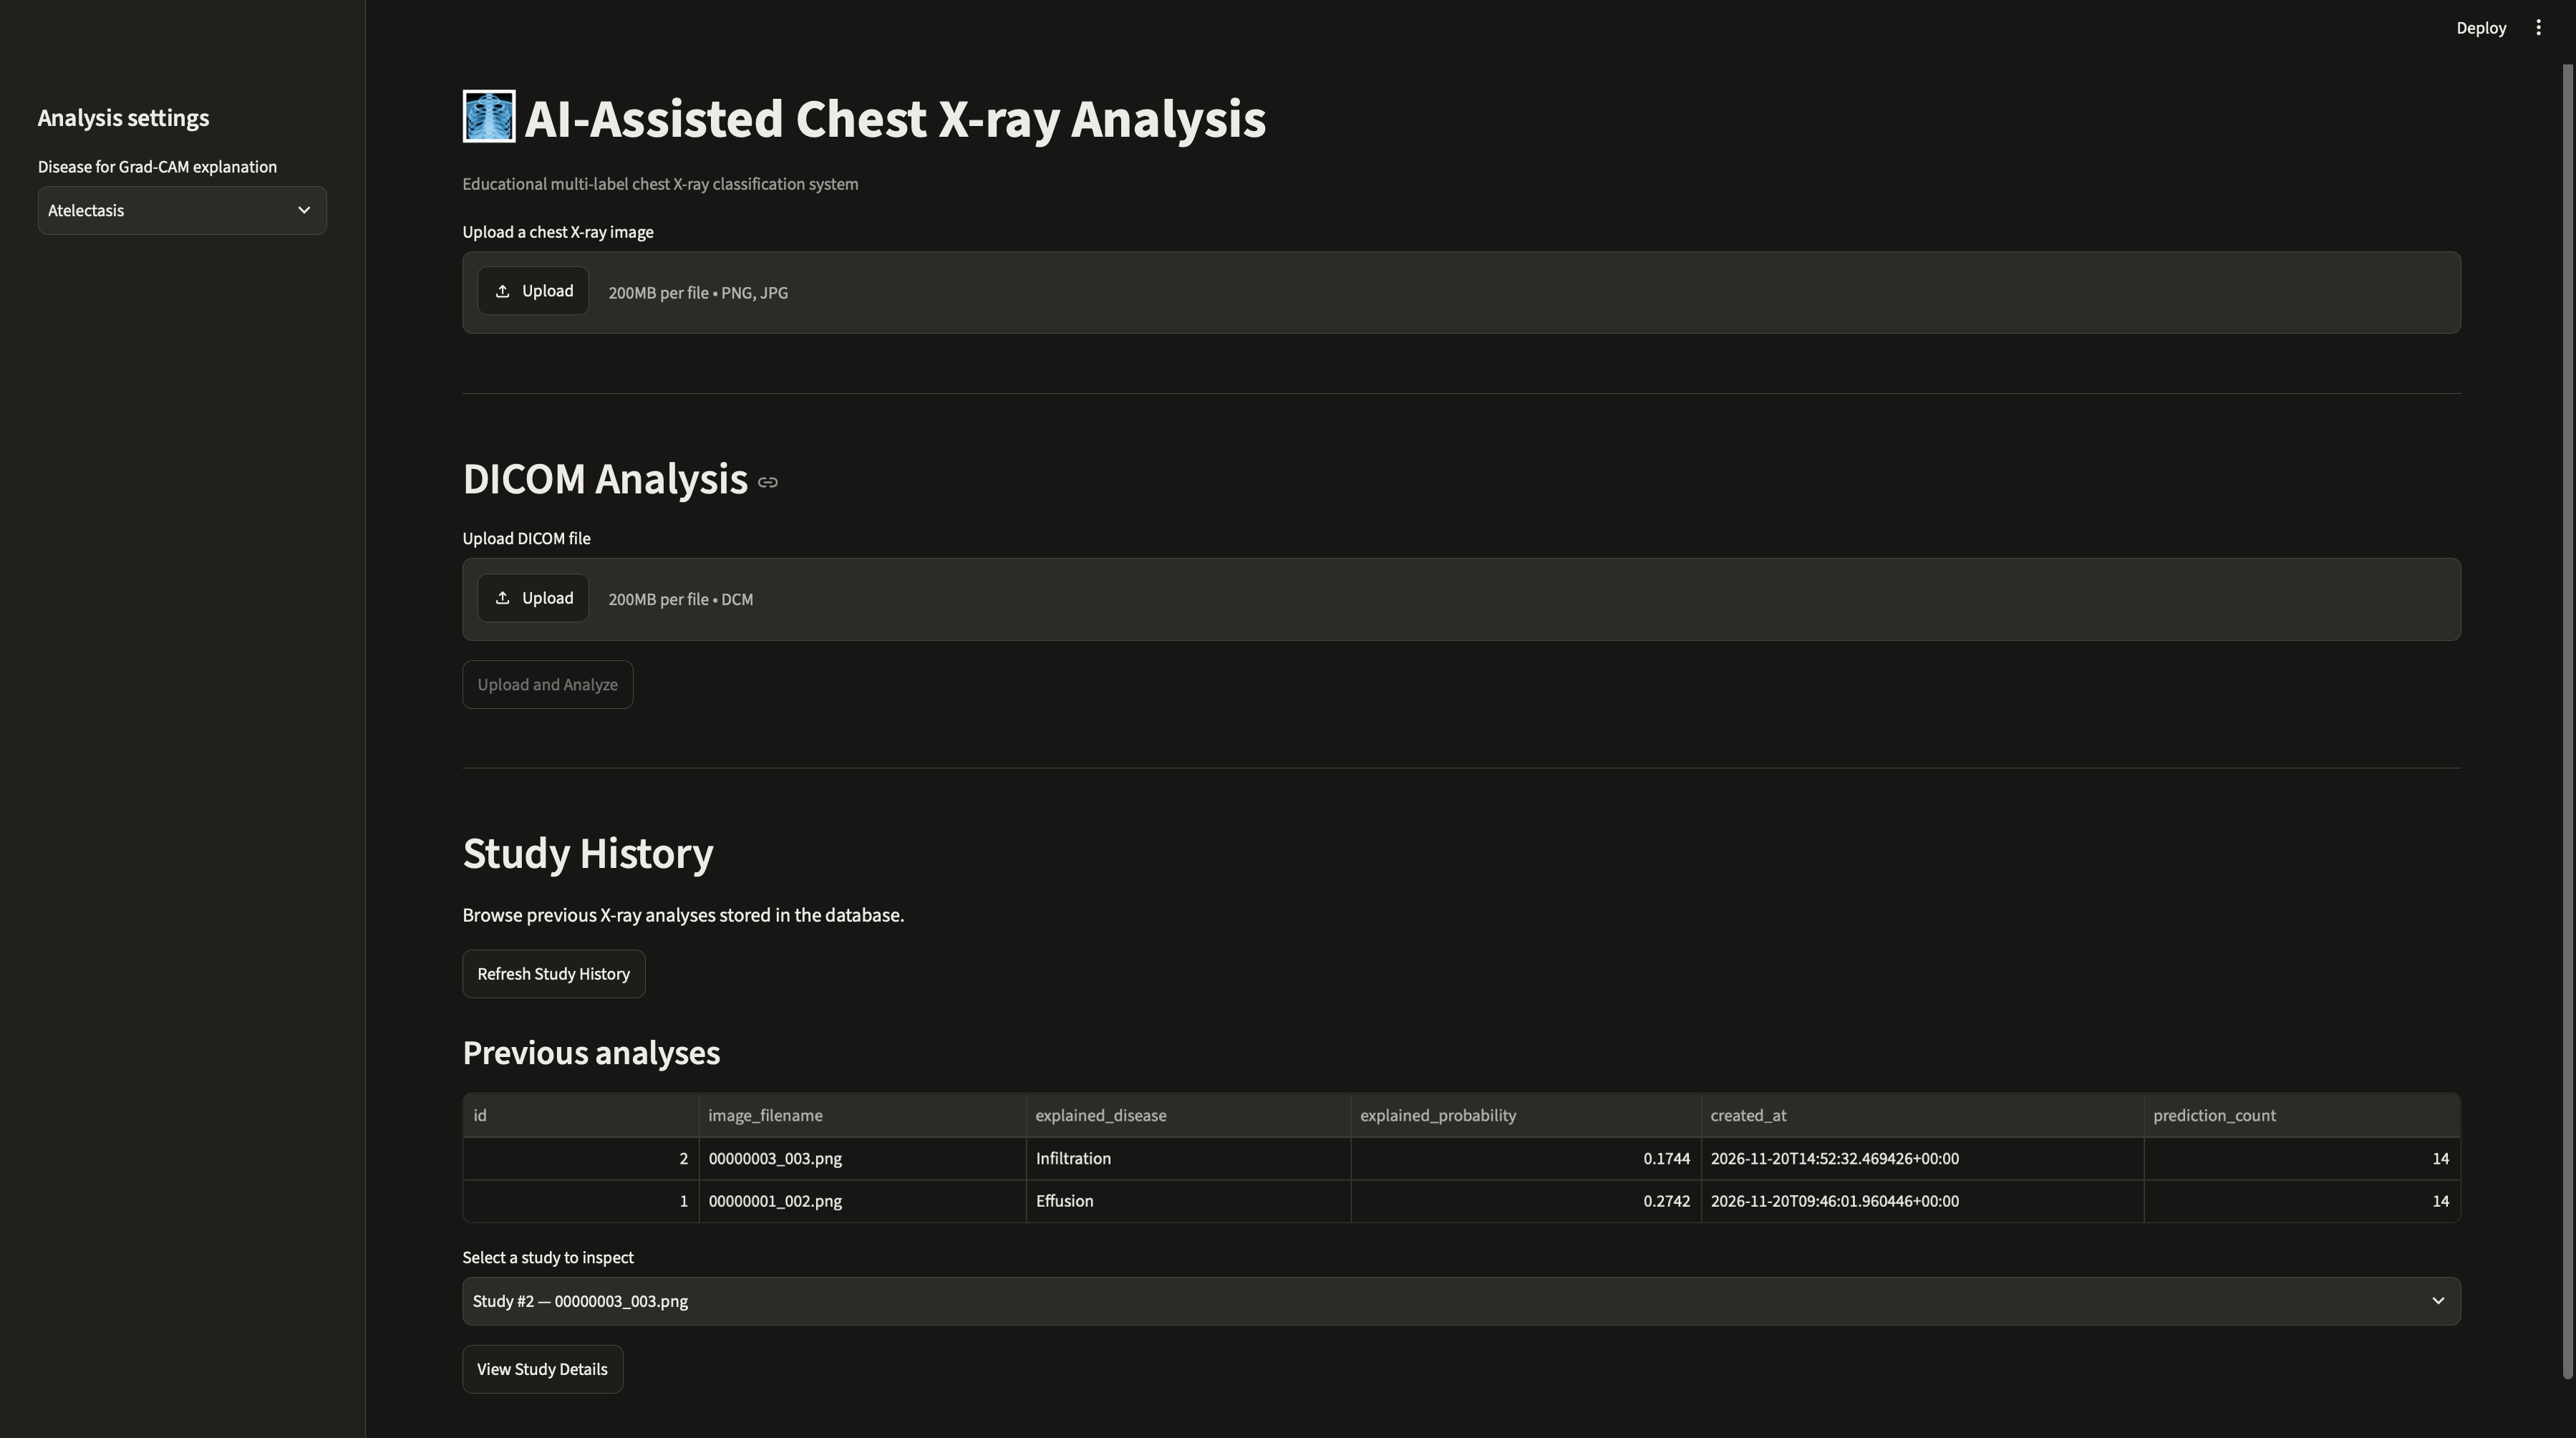 Deploy
Analysis settings
Disease for Grad-CAM explanation
Atelectasis
AI-Assisted Chest X-ray Analysis
Educational multi-label chest X-ray classification system
Upload a chest X-ray image
Upload 200MB per file • PNG, JPG
DICOM Analysis
Upload DICOM file
Upload 200MB per file • DCM
Upload and Analyze
Study History
Browse previous X-ray analyses stored in the database.
Refresh Study History
Previous analyses
id image_filename explained_disease explained_probability created_at prediction_count
2 00000003_003.png Infiltration 0.1744 2026-11-20T14:52:32.469426+00:00 14
1 00000001_002.png Effusion 0.2742 2026-11-20T09:46:01.960446+00:00 14
Select a study to inspect
Study #2 — 00000003_003.png
View Study Details